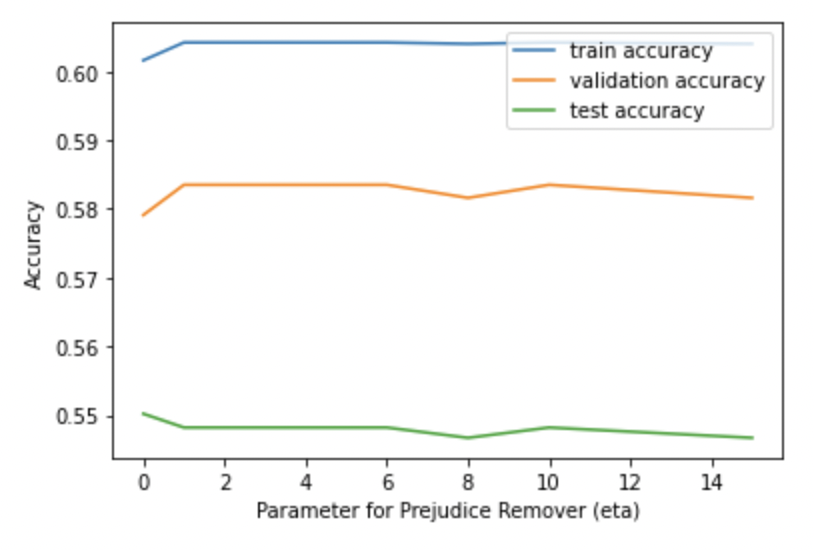 train accuracy
validation accuracy
test accuracy
0.60
0.59
0.58
0.57
0.56
0.55
Accuracy
0 2 4 6 8 10 12 14
Parameter for Prejudice Remover (eta)